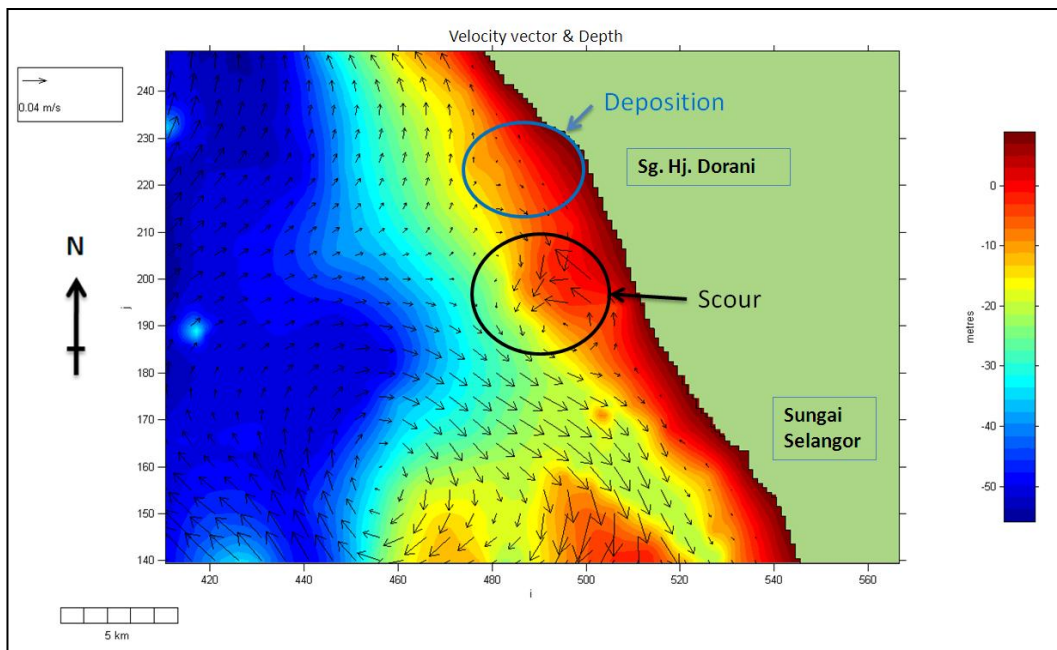 Velocity vector & Depth
0.04 m/s
Deposition
Sg. Hj. Dorani
N
Scour
Sungai
Selangor
240
230
220
210
200
190
180
170
160
150
140
j
420
440
460
480
500
520
540
560
i
5 km
0
-10
-20
-30
-40
-50
metres